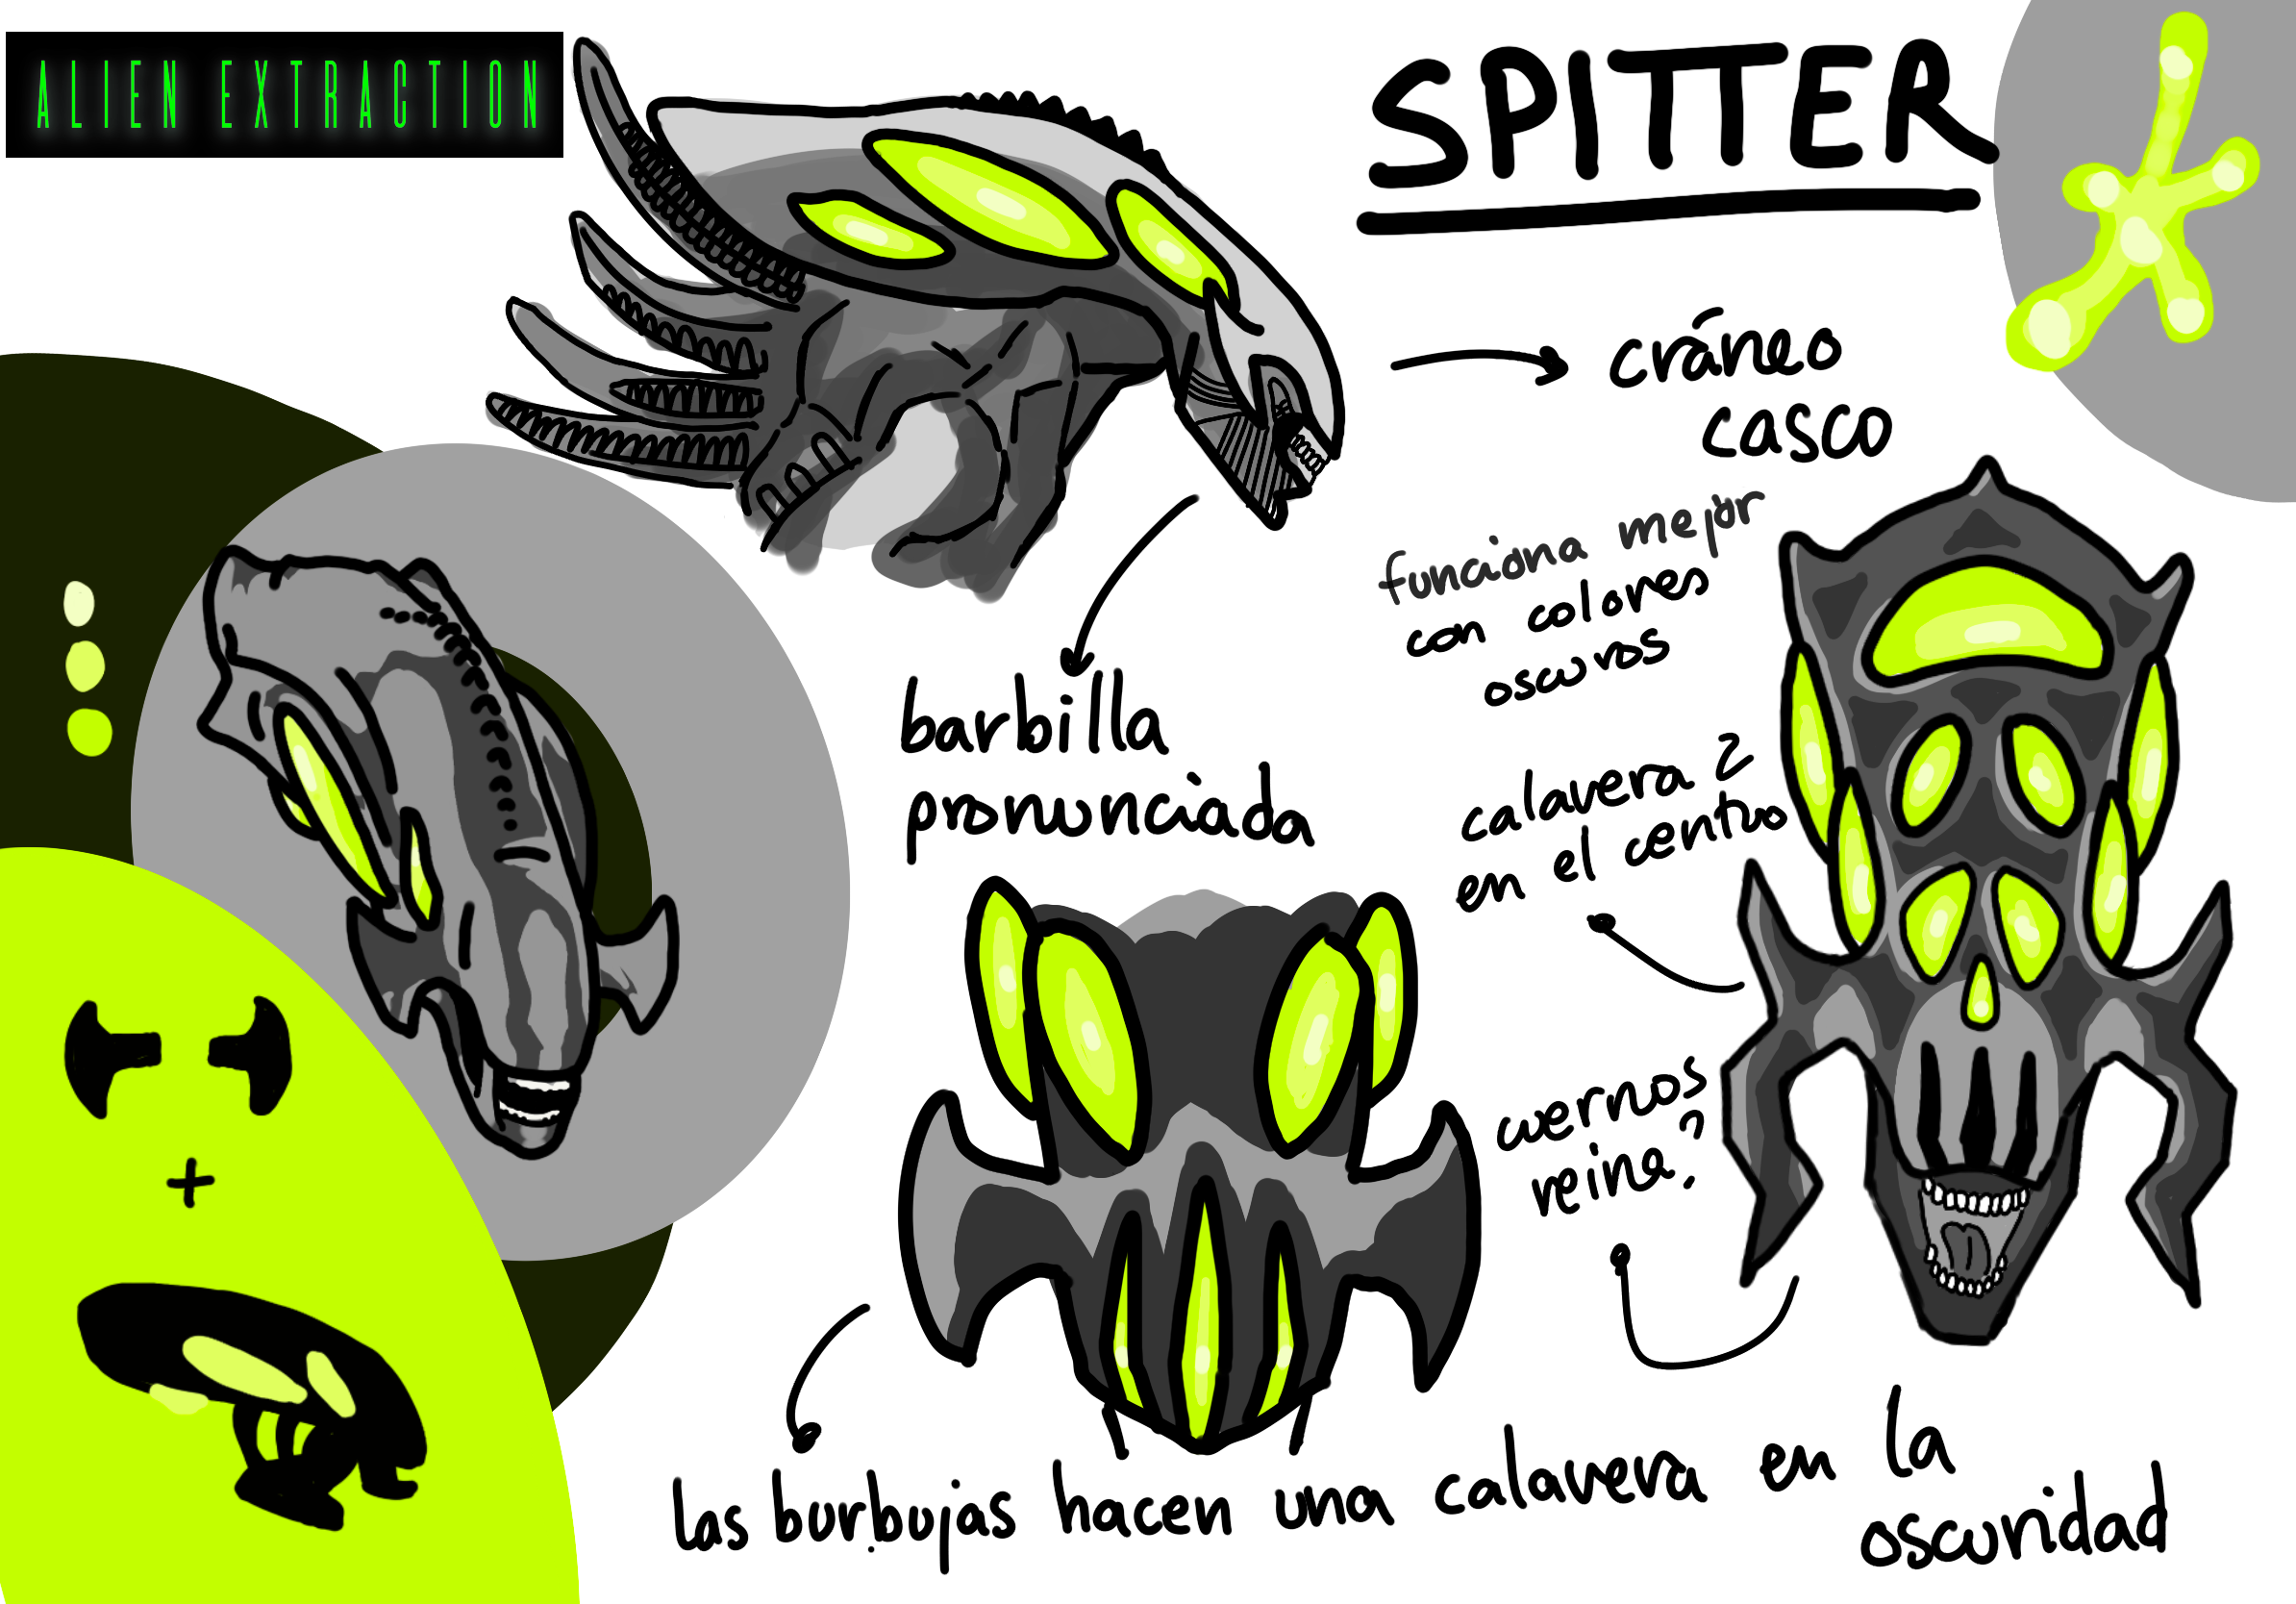 ALIEN EXTRACTION
SPITTER
cráneo
casco
funciona mejor
con colores
oscuros
barbilla
pronunciada
calavera 2
en el centro
cuernos
reina?
las burbujas hacen una calavera en la
oscuridad